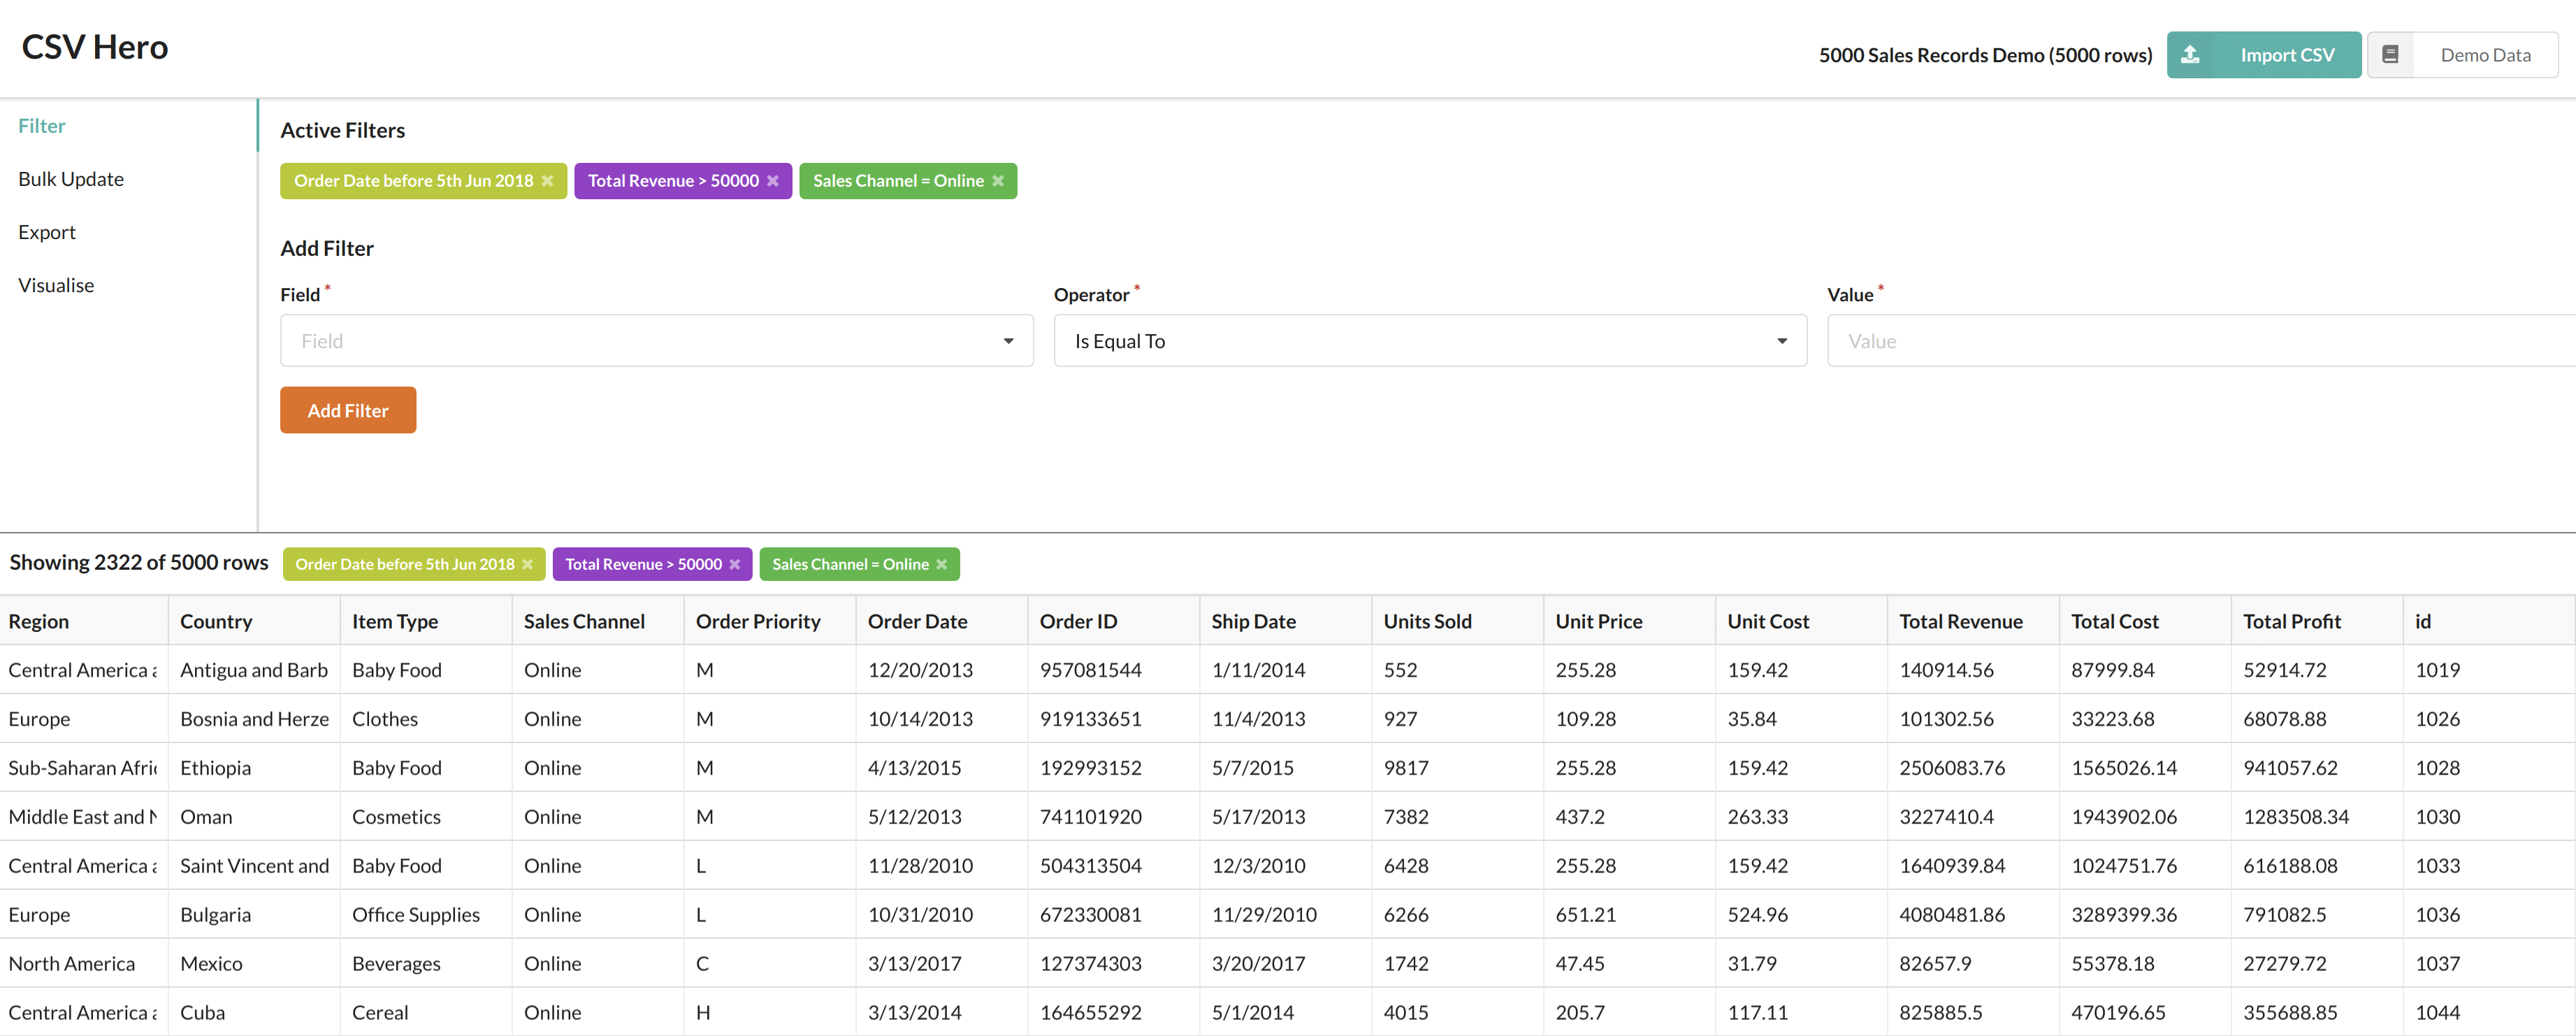 CSV Hero
5000 Sales Records Demo (5000 rows) Import CSV Demo Data
Filter
Bulk Update
Export
Visualise
Active Filters
Order Date before 5th Jun 2018 Total Revenue > 50000 Sales Channel = Online
Add Filter
Field * Operator * Value *
Field Is Equal To Value
Add Filter
Showing 2322 of 5000 rows Order Date before 5th Jun 2018 Total Revenue > 50000 Sales Channel = Online
Region Country Item Type Sales Channel Order Priority Order Date Order ID Ship Date Units Sold Unit Price Unit Cost Total Revenue Total Cost Total Profit id
Central America Antigua and Barb Baby Food Online M 12/20/2013 957081544 1/11/2014 552 255.28 159.42 140914.56 87999.84 52914.72 1019
Europe Bosnia and Herze Clothes Online M 10/14/2013 919133651 11/4/2013 927 109.28 35.84 101302.56 33223.68 68078.88 1026
Sub-Saharan Afri Ethiopia Baby Food Online M 4/13/2015 192993152 5/7/2015 9817 255.28 159.42 2506083.76 1565026.14 941057.62 1028
Middle East and Oman Cosmetics Online M 5/12/2013 741101920 5/17/2013 7382 437.2 263.33 3227410.4 1943902.06 1283508.34 1030
Central America Saint Vincent and Baby Food Online L 11/28/2010 504313504 12/3/2010 6428 255.28 159.42 1640939.84 1024751.76 616188.08 1033
Europe Bulgaria Office Supplies Online L 10/31/2010 672330081 11/29/2010 6266 651.21 524.96 4080481.86 3289399.36 791082.5 1036
North America Mexico Beverages Online C 3/13/2017 127374303 3/20/2017 1742 47.45 31.79 82657.9 55378.18 27279.72 1037
Central America Cuba Cereal Online H 3/13/2014 164655292 5/1/2014 4015 205.7 117.11 825885.5 470196.65 355688.85 1044